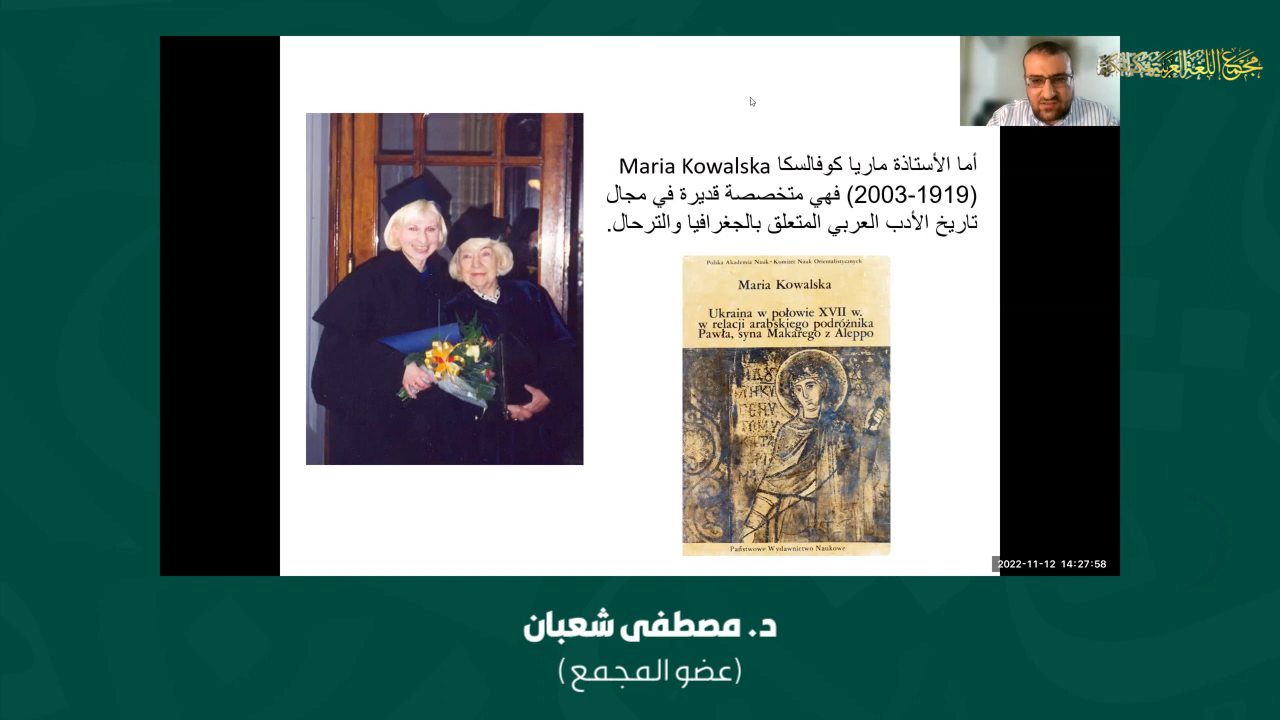 مجمع اللغة العربية
أما الأستاذة ماريا كوفالسكا Maria Kowalska
(1919-2003) فهي متخصصة قديرة في مجال
تاريخ الأدب العربي المتعلق بالجغرافيا والترحال.
Polska Akademia Nauk • Komitet Nauk Orientalistycznych
Maria Kowalska
Ukraina w połowie XVII w.
w relacji arabskiego podróżnika
Pawła, syna Makarego z Aleppo
Państwowe Wydawnictwo Naukowe
2022-11-12 14:27:58
د. مصطفى شعبان
(عضو المجمع)